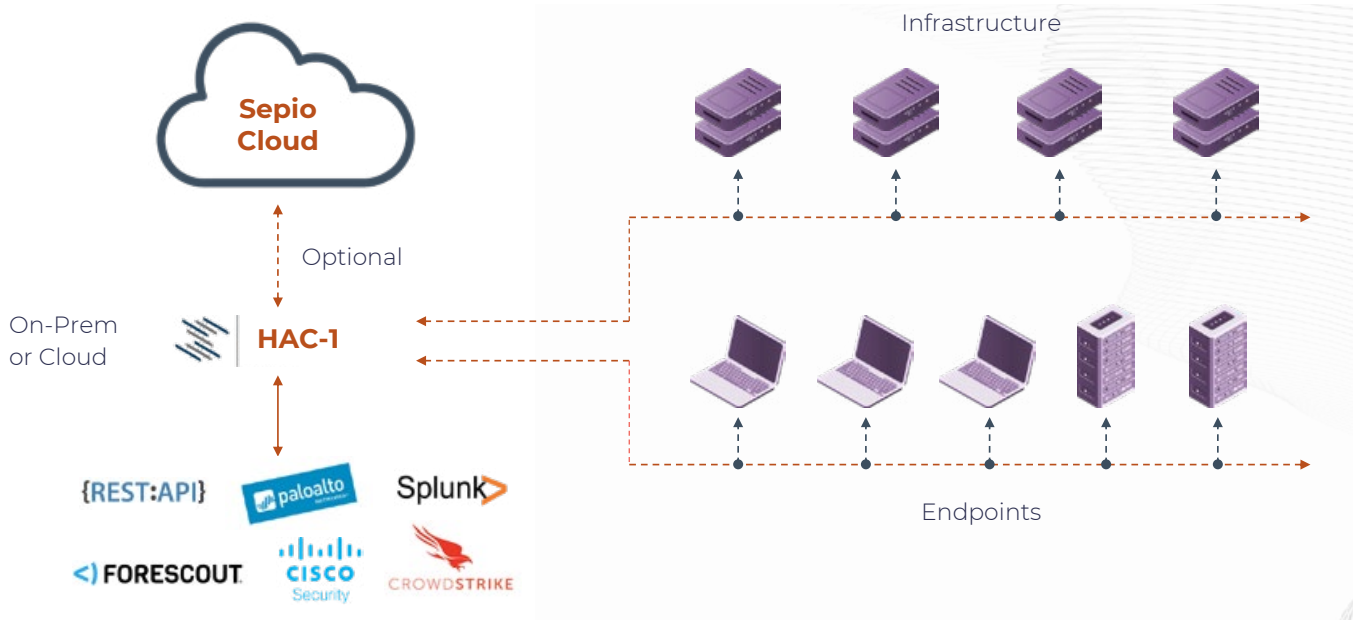 Infrastructure
Sepio
Cloud
Optional
On-Prem
or Cloud
HAC-1
{REST:API}
paloalto
NETWORKS
Splunk>
<) FORESCOUT.
CISCO
Security
CROWDSTRIKE
Endpoints